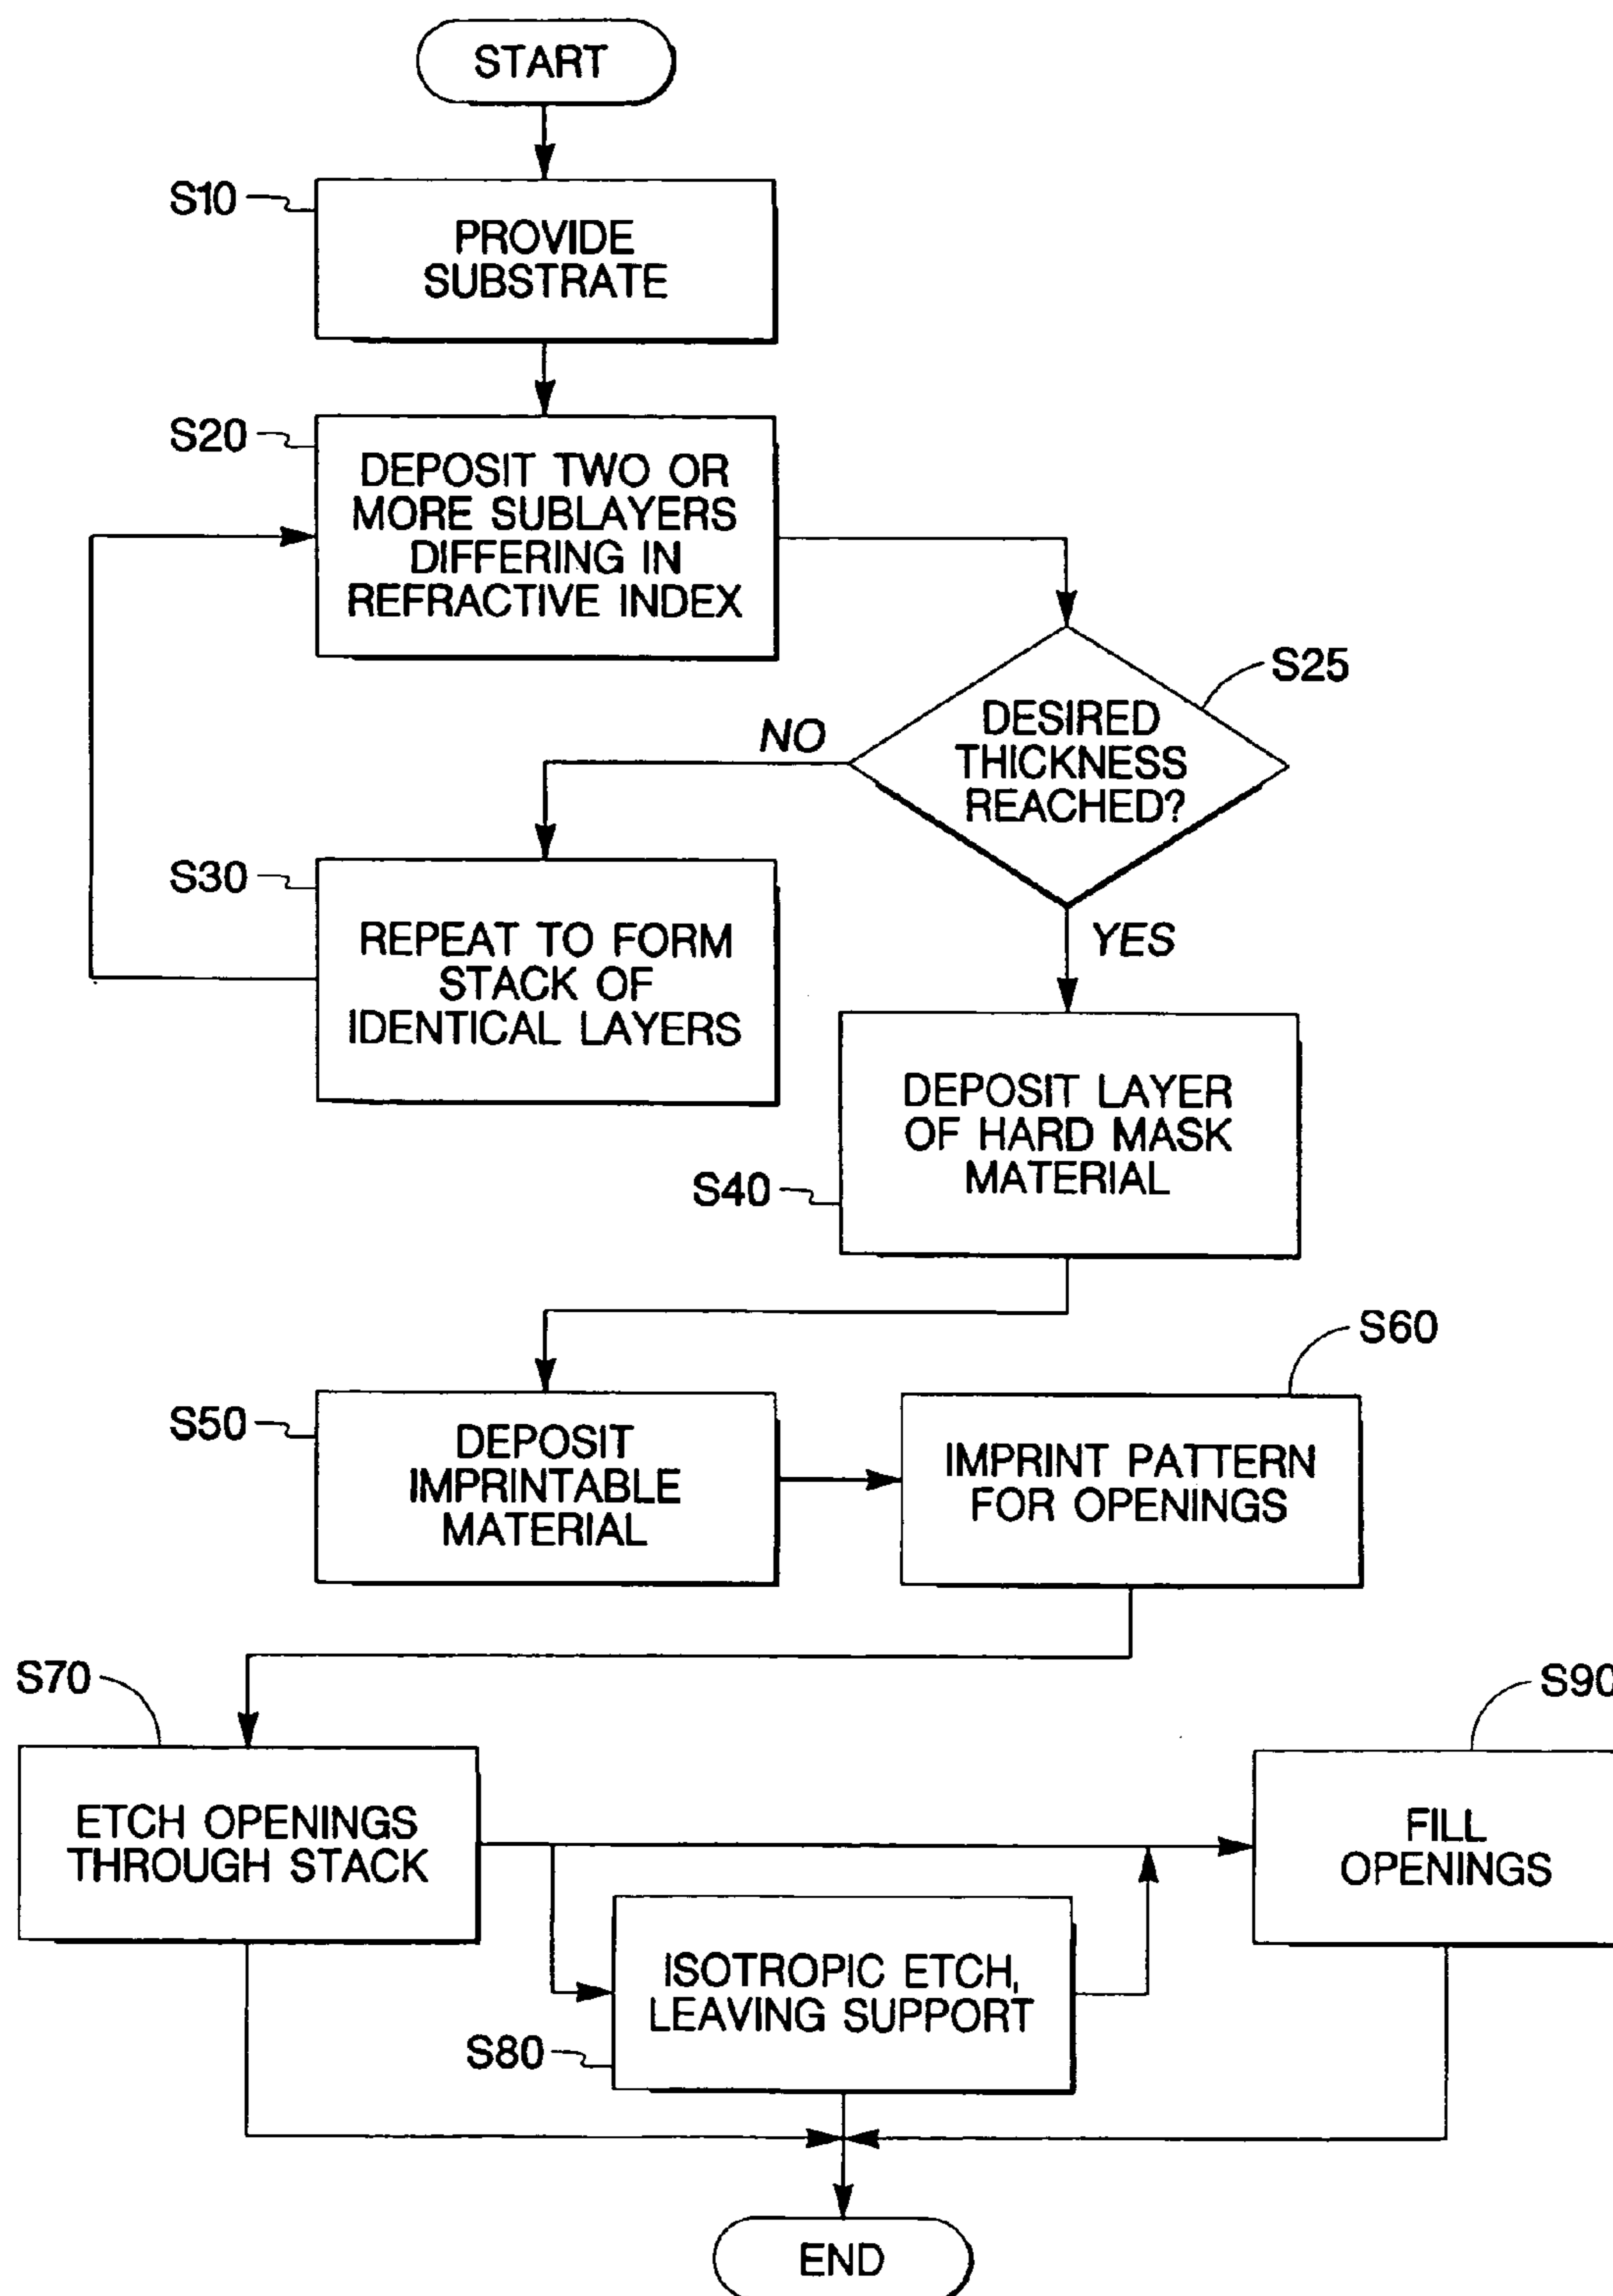 START
S10
PROVIDE
SUBSTRATE
S20
DEPOSIT TWO OR
MORE SUBLAYERS
DIFFERING IN
REFRACTIVE INDEX
S25
DESIRED
THICKNESS
REACHED?
NO
YES
S30
REPEAT TO FORM
STACK OF
IDENTICAL LAYERS
DEPOSIT LAYER
OF HARD MASK
MATERIAL
S40
S50
DEPOSIT
IMPRINTABLE
MATERIAL
S60
IMPRINT PATTERN
FOR OPENINGS
S70
ETCH OPENINGS
THROUGH STACK
S90
FILL
OPENINGS
ISOTROPIC ETCH,
LEAVING SUPPORT
S80
END